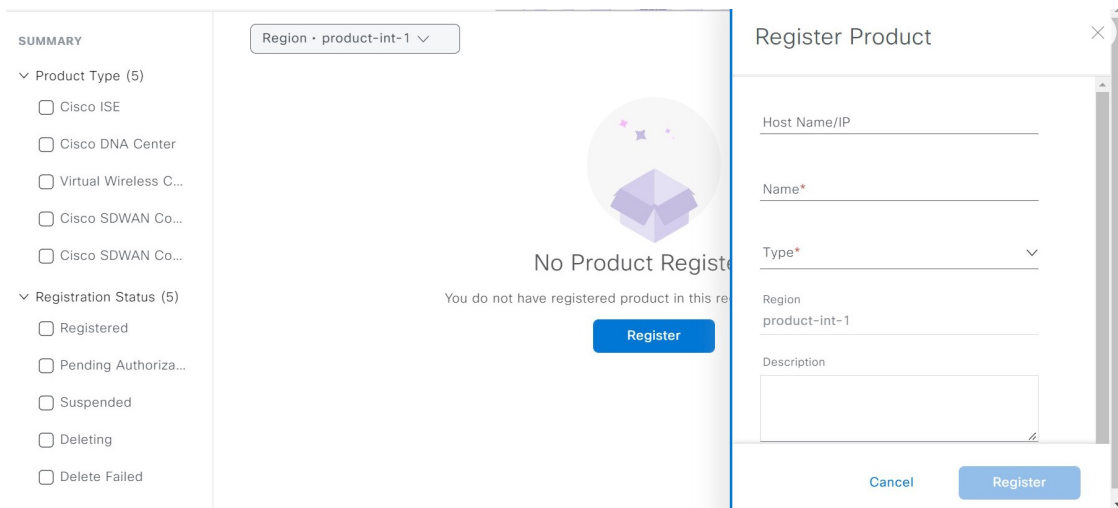 SUMMARY
Product Type (5)
Cisco ISE
Cisco DNA Center
Virtual Wireless C...
Cisco SDWAN Co...
Cisco SDWAN Co...
Registration Status (5)
Registered
Pending Authoriza...
Suspended
Deleting
Delete Failed
Region · product-int-1
No Product Registe
You do not have registered product in this re
Register
Register Product
Host Name/IP
Name*
Type*
Region
product-int-1
Description
Cancel
Register